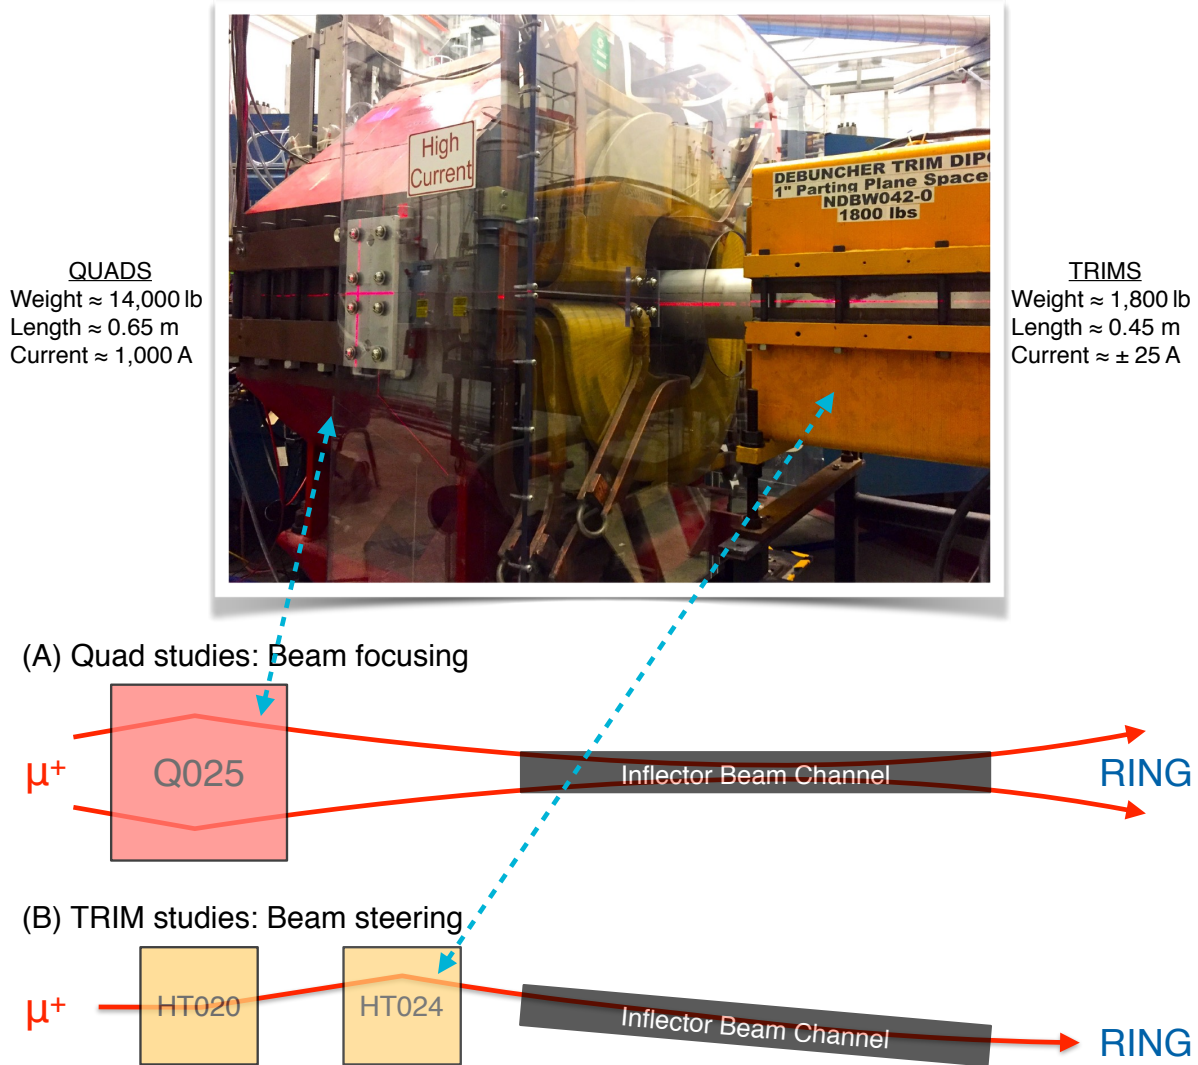 High
Current
DEBUNCHER TRIM DIPO
1" Parting Plane Space
NDBW042-0
1800 lbs
QUADS
Weight ≈ 14,000 lb
Length ≈ 0.65 m
Current ≈ 1,000 A
TRIMS
Weight ≈ 1,800 lb
Length ≈ 0.45 m
Current ≈ ± 25 A
(A) Quad studies: Beam focusing
μ+
Q025
Inflector Beam Channel
RING
(B) TRIM studies: Beam steering
μ+
HT020
HT024
Inflector Beam Channel
RING